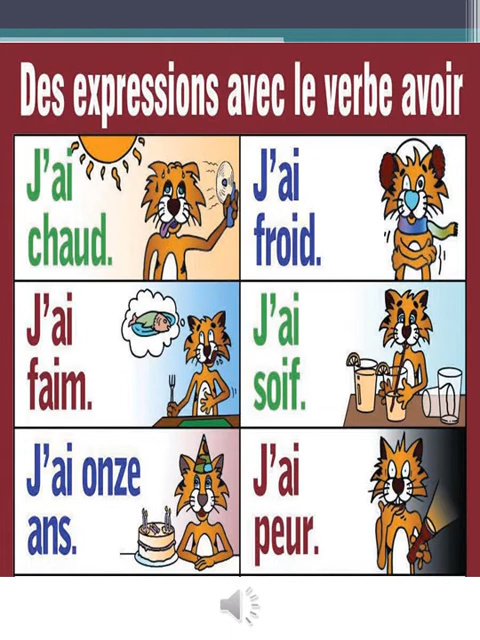 Des expressions avec le verbe avoir
J'ai
chaud.
J'ai
froid.
J'ai
faim.
J'ai
soif.
J'ai onze
ans.
J'ai
peur.